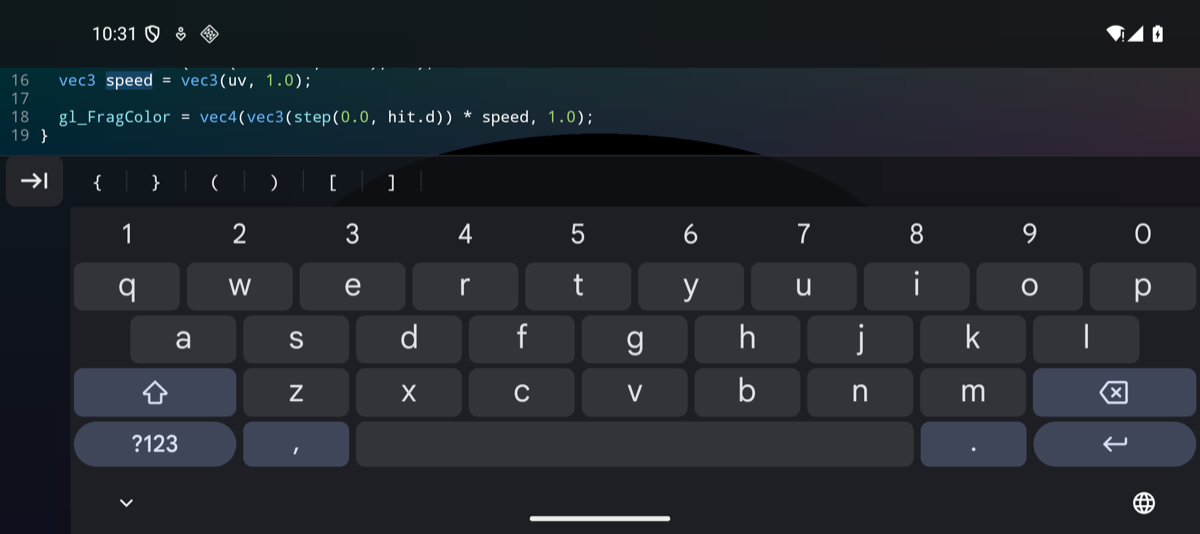 10:31
16 vec3 speed = vec3(uv, 1.0);
17
18 gl_FragColor = vec4(vec3(step(0.0, hit.d)) * speed, 1.0);
19 }
{ } ( ) [ ]
1 2 3 4 5 6 7 8 9 0
q w e r t y u i o p
a s d f g h j k l
z x c v b n m
?123 , .